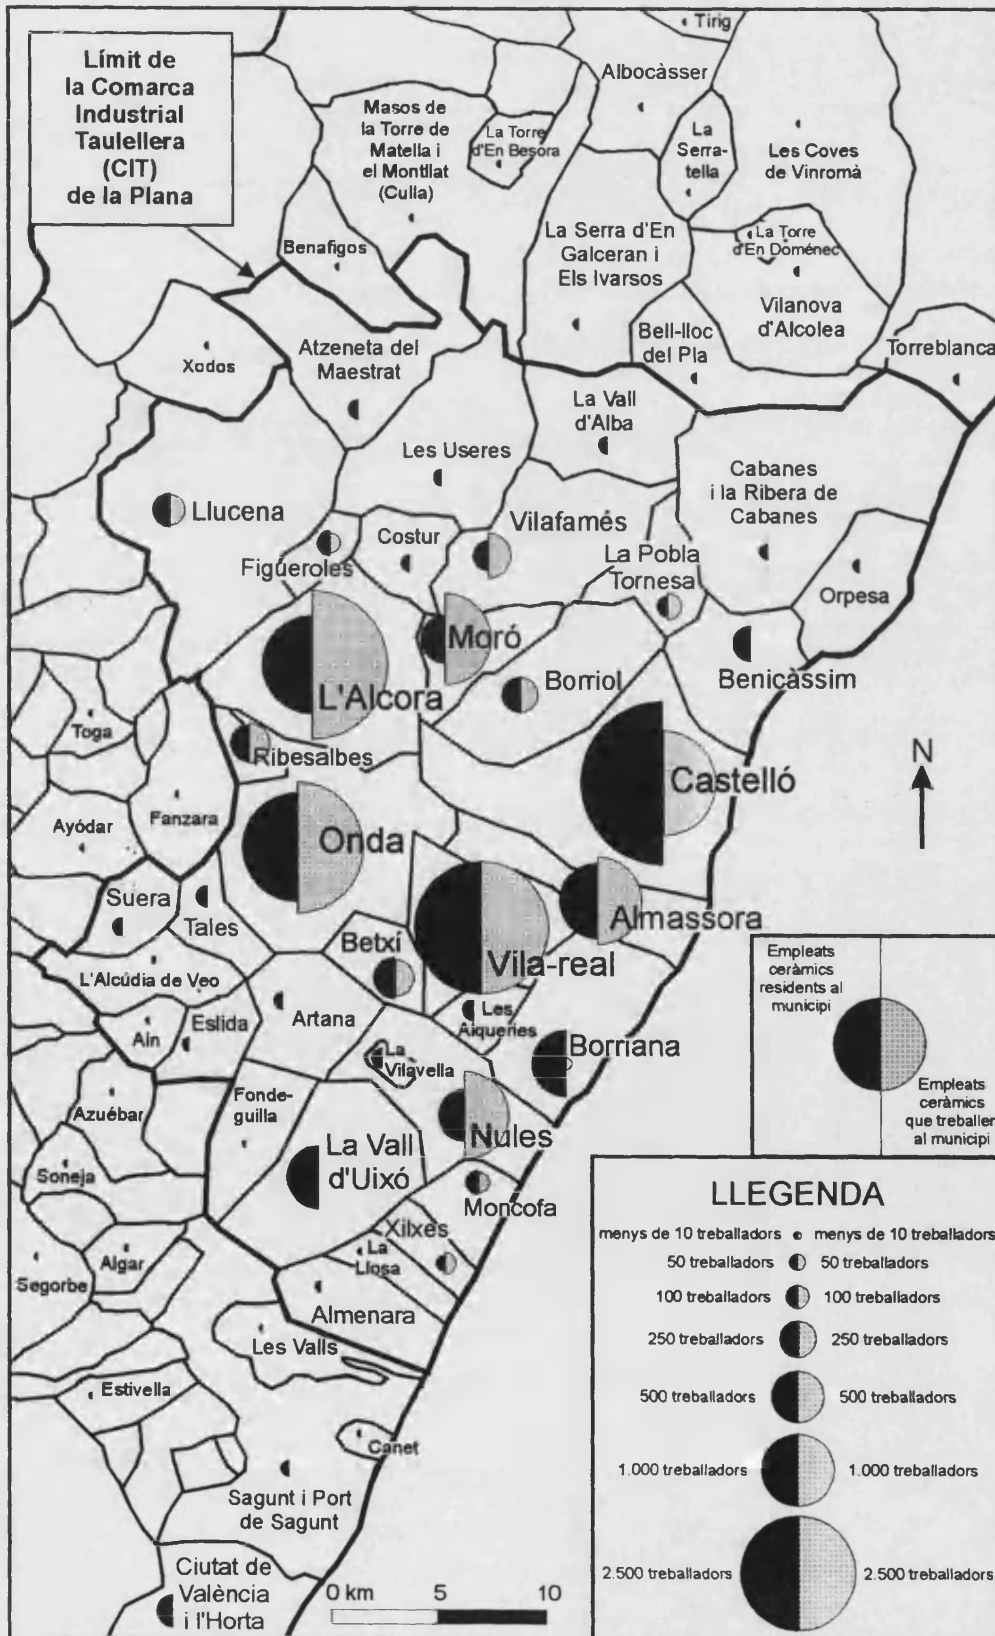 Límit de
la Comarca
Industrial
Taulellera
(CIT)
de la Plana
Tirig
Albocàsser
Masos de
la Torre de
Matella i
el Montllat
(Culla)
La Torre
d'En Besora
La
Serra-
tella
Les Coves
de Vinromà
La Serra d'En
Galceran i
Els Ivarsos
La Torre
d'En Doménec
Vilanova
d'Alcolea
Benafigos
Bell-lloc
del Pla
Torreblanca
Xodos
Atzeneta del
Maestrat
La Vall
d'Alba
Les Useres
Cabanes
i la Ribera de
Cabanes
Llucena
Costur
Vilafamés
Figueroles
La Pobla
Tornesa
Orpesa
Moró
L'Alcora
Borriol
Benicàssim
Toga
Ribesalbes
Castelló
N
Fanzara
Ayódar
Onda
Suera
Tales
Almassora
Betxí
Vila-real
L'Alcúdia de Veo
Artana
Les
Alqueries
Aín
Eslida
La
Vilavella
Borriana
Azuébar
Fonde-
guilla
Nules
La Vall
d'Uixó
Soneja
Moncofa
Xilxes
Algar
La
Llosa
Segorbe
Almenara
Les Valls
Estivella
Canet
Sagunt i Port
de Sagunt
Ciutat de
València
i l'Horta
0 km 5 10
Empleats
ceràmics
residents al
municipi
Empleats
ceràmics
que treballen
al municipi
LLEGENDA
menys de 10 treballadors menys de 10 treballadors
50 treballadors 50 treballadors
100 treballadors 100 treballadors
250 treballadors 250 treballadors
500 treballadors 500 treballadors
1.000 treballadors 1.000 treballadors
2.500 treballadors 2.500 treballadors